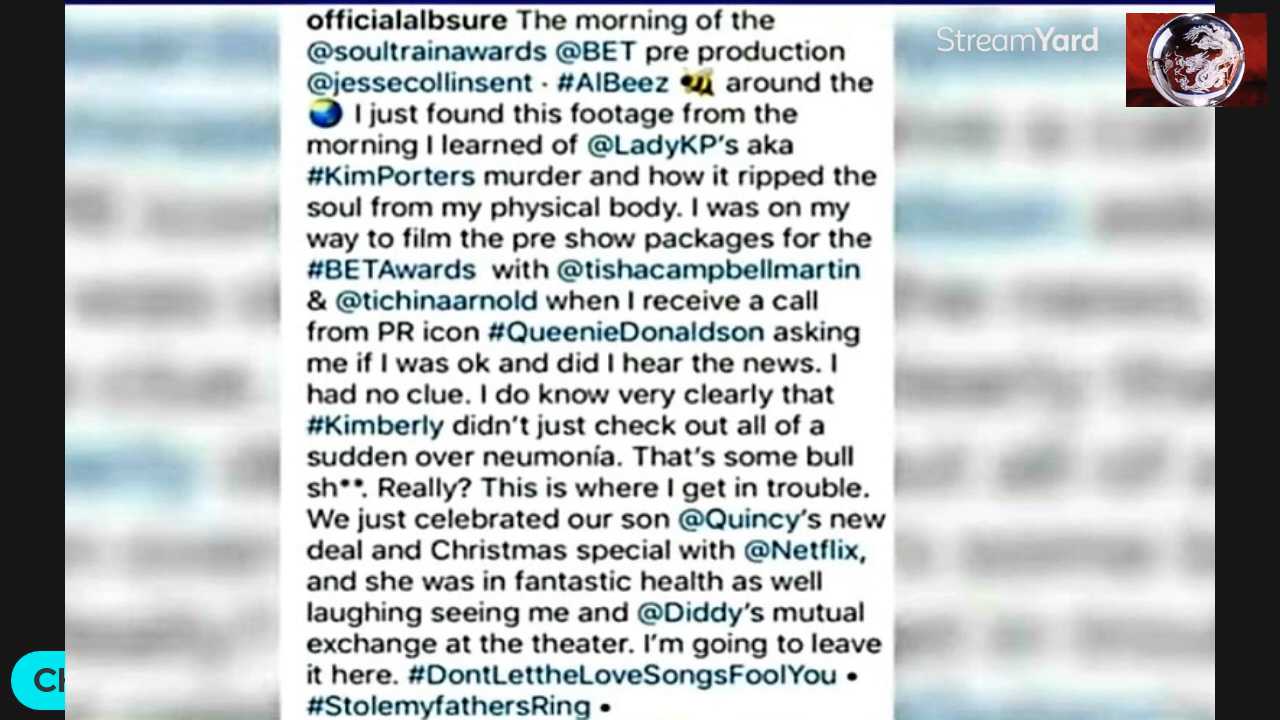 officialalbsure The morning of the
@soultrainawards @BET pre production
@jessecollinsent · #AlBeez 🐝 around the
🌏 I just found this footage from the
morning I learned of @LadyKP's aka
#KimPorters murder and how it ripped the
soul from my physical body. I was on my
way to film the pre show packages for the
#BETAwards with @tishacampbellmartin
& @tichinaarnold when I receive a call
from PR icon #QueenieDonaldson asking
me if I was ok and did I hear the news. I
had no clue. I do know very clearly that
#Kimberly didn't just check out all of a
sudden over neumonía. That's some bull
sh**. Really? This is where I get in trouble.
We just celebrated our son @Quincy's new
deal and Christmas special with @Netflix,
and she was in fantastic health as well
laughing seeing me and @Diddy's mutual
exchange at the theater. I'm going to leave
it here. #DontLettheLoveSongsFoolYou •
#StolemyfathersRing •
StreamYard